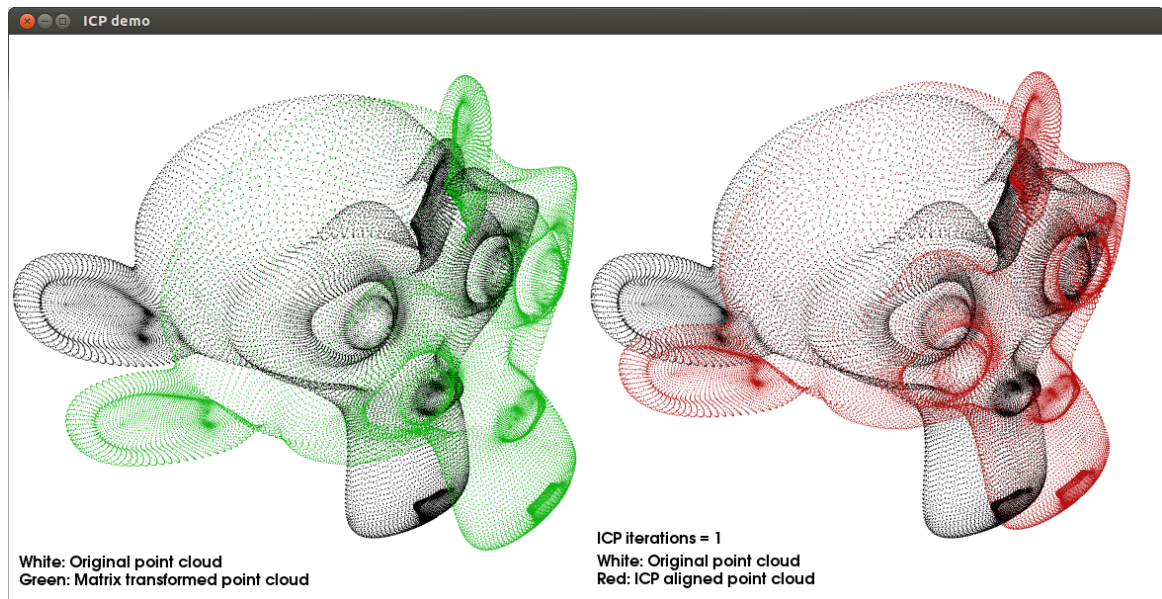 ICP demo
White: Original point cloud
Green: Matrix transformed point cloud
ICP iterations = 1
White: Original point cloud
Red: ICP aligned point cloud